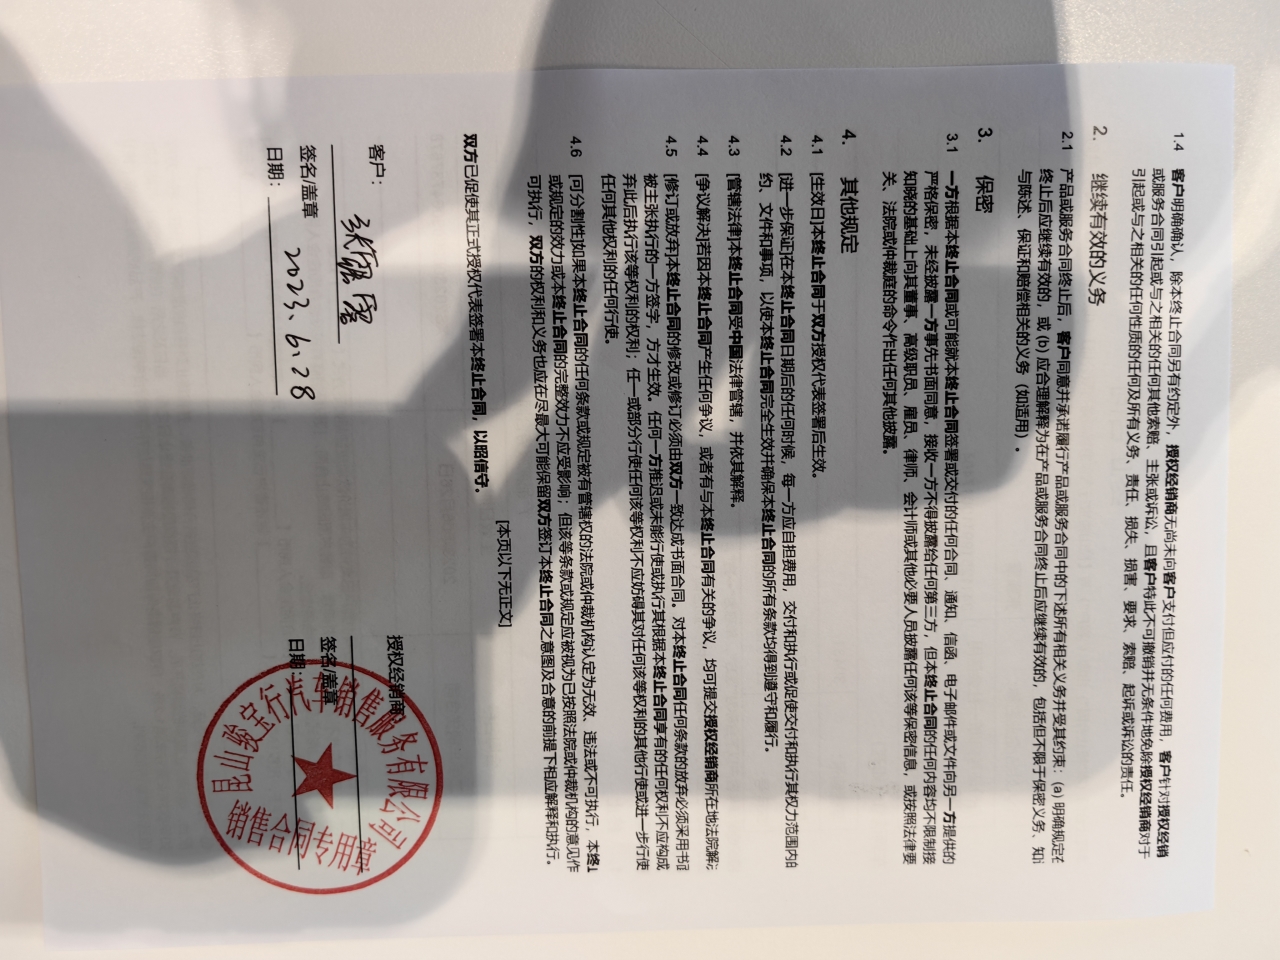 1.4 客户明确确认，除本终止合同另有约定外，授权经销商无尚未向客户支付但应付的任何费用，客户针对授权经销
或服务合同引起或与之相关的任何其他索赔、主张或诉讼，且客户特此不可撤销并无条件地免除授权经销商对于
引起或与之相关的任何性质的任何及所有义务、责任、损失、损害、要求、索赔、起诉或诉讼的责任。
2. 继续有效的义务
2.1 产品或服务合同终止后，客户同意并承诺履行产品或服务合同中的下述所有相关义务并受其约束：(a) 明确规定在
终止后应继续有效的，或 (b) 应合理解释为在产品或服务合同终止后应继续有效的，包括但不限于保密义务、知
与陈述、保证和赔偿相关的义务（如适用）。
3. 保密
3.1 一方根据本终止合同或可能就本终止合同签署或交付的任何合同、通知、信函、电子邮件或文件向另一方提供的
严格保密，未经披露一方事先书面同意，接收一方不得披露给任何第三方，但本终止合同的任何内容均不限制接
知晓的基础上向其董事、高级职员、雇员、律师、会计师或其他必要人员披露任何该等保密信息，或按照法律要
关、法院或仲裁庭的命令作出任何其他披露。
4. 其他规定
4.1 [生效日]本终止合同于双方授权代表签署后生效。
4.2 [进一步保证]在本终止合同日期后的任何时候，每一方应自担费用，交付和执行或促使交付和执行其权力范围内的
约、文件和事项，以使本终止合同完全生效并确保本终止合同的所有条款均得到遵守和履行。
4.3 [管辖法律]本终止合同受中国法律管辖，并依其解释。
4.4 [争议解决]若因本终止合同产生任何争议，或者有与本终止合同有关的争议，均可提交授权经销商所在地法院解
4.5 [修订或放弃]本终止合同的修改或修订必须由双方一致达成书面合同。对本终止合同任何条款的放弃必须采用书面
被主张执行的一方签字，方才生效。任何一方推迟或未能行使或执行其根据本终止合同享有的任何权利不应构成
弃此后执行该等权利的权利；任一或部分行使任何该等权利不应妨碍其对任何该等权利的其他行使或进一步行使
任何其他权利的任何行使。
4.6 [可分割性]如果本终止合同的任何条款或规定被有管辖权的法院或仲裁机构认定为无效、违法或不可执行，本终
或规定的效力或本终止合同的完整效力不应受影响；但该等条款或规定应被视为已按照法院或仲裁机构的意见作
可执行，双方的权利和义务也应在尽最大可能保留双方签订本终止合同之意图及合意的前提下相应解释和执行。
[本页以下无正文]
双方已促使其正式授权代表签署本终止合同，以昭信守。
客户：
签名/盖章
日期： 2023.6.28
授权经销商
签名/盖章
日期：
昆山骏宝行汽车销售服务有限公司
销售合同专用章